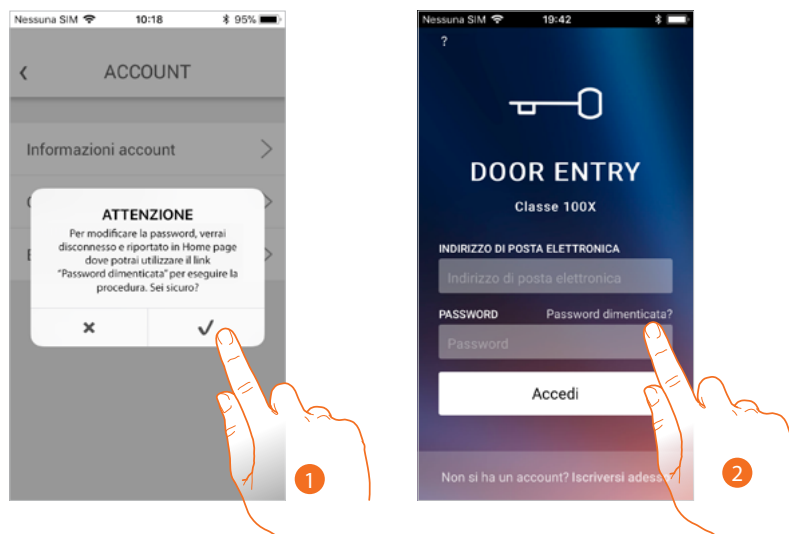 Nessuna SIM 10:18 95%
ACCOUNT
Informazioni account
ATTENZIONE
Per modificare la password, verrai
disconnesso e riportato in Home page
dove potrai utilizzare il link
"Password dimenticata" per eseguire la
procedura. Sei sicuro?
1
Nessuna SIM 19:42
?
DOOR ENTRY
Classe 100X
INDIRIZZO DI POSTA ELETTRONICA
Indirizzo di posta elettronica
PASSWORD Password dimenticata?
Password
Accedi
Non si ha un account? Iscriversi adesso
2